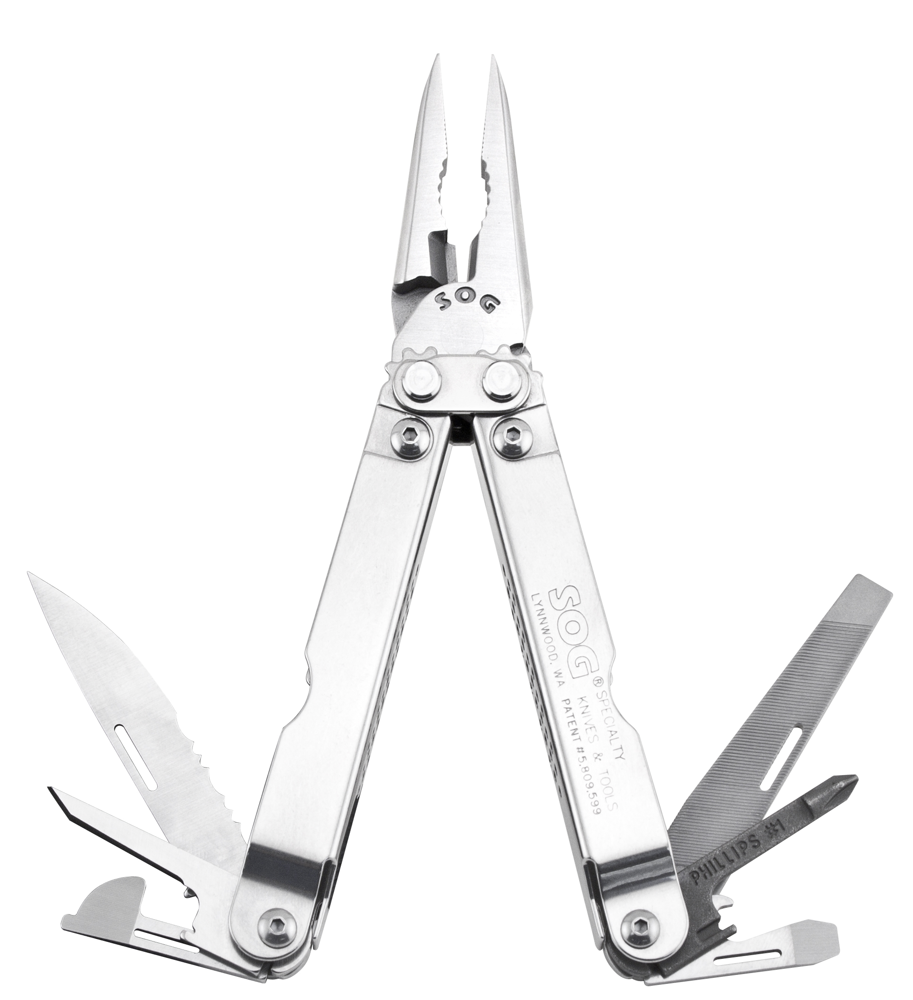 SOG
SOG® SPECIALTY
KNIVES & TOOLS
LYNNWOOD, WA PATENT #5,809,599
PHILLIPS #1